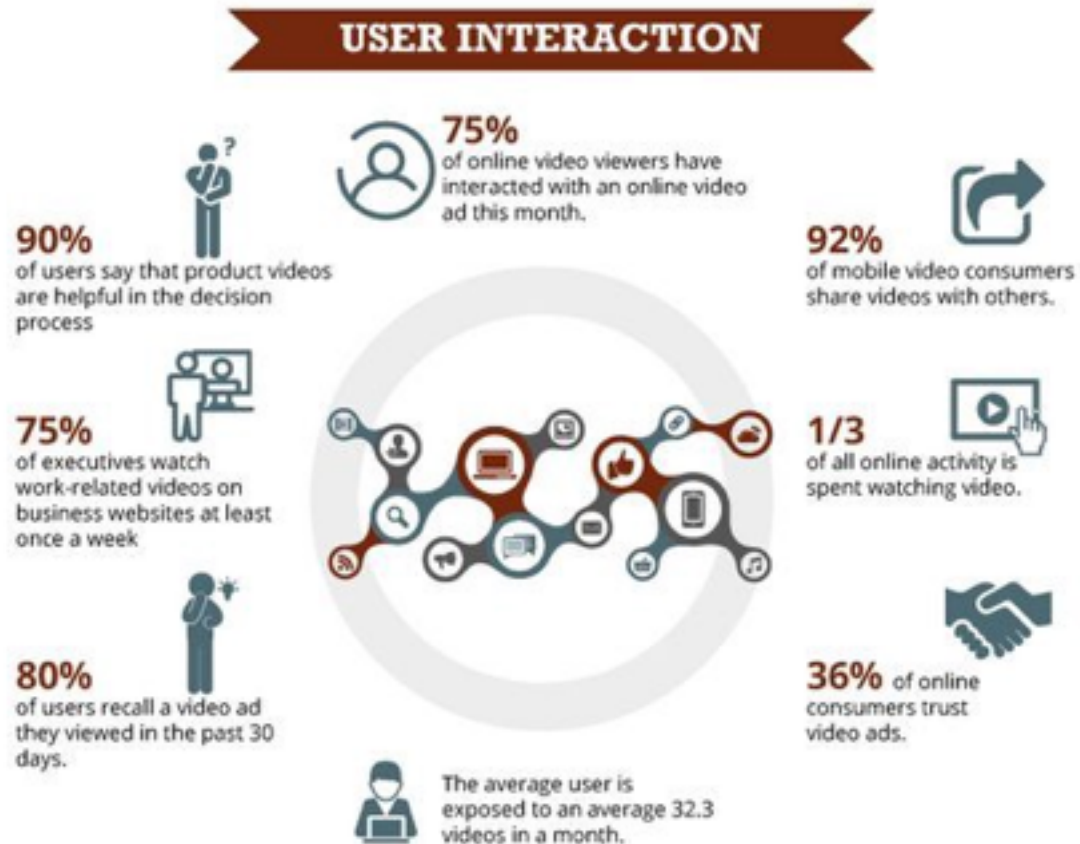 USER INTERACTION
75%
of online video viewers have
interacted with an online video
ad this month.
90%
of users say that product videos
are helpful in the decision
process
92%
of mobile video consumers
share videos with others.
75%
of executives watch
work-related videos on
business websites at least
once a week
1/3
of all online activity is
spent watching video.
80%
of users recall a video ad
they viewed in the past 30
days.
36% of online
consumers trust
video ads.
The average user is
exposed to an average 32.3
videos in a month.
?